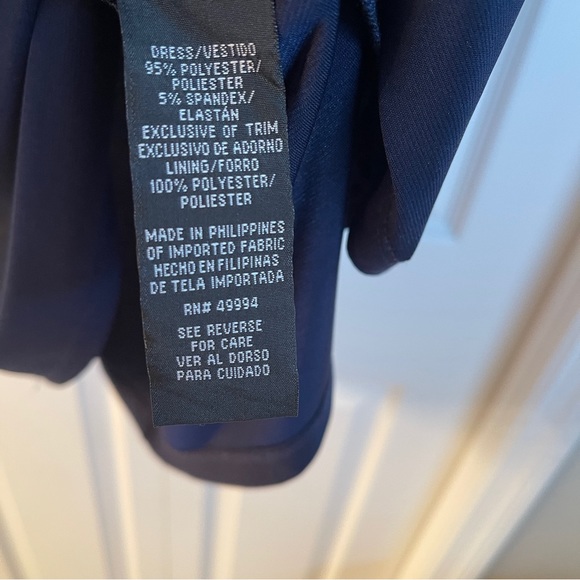 DRESS/VESTIDO
95% POLYESTER/
POLIESTER
5% SPANDEX/
ELASTÁN
EXCLUSIVE OF TRIM
EXCLUSIVO DE ADORNO
LINING/FORRO
100% POLYESTER/
POLIESTER
MADE IN PHILIPPINES
OF IMPORTED FABRIC
HECHO EN FILIPINAS
DE TELA IMPORTADA
RN# 49994
SEE REVERSE
FOR CARE
VER AL DORSO
PARA CUIDADO